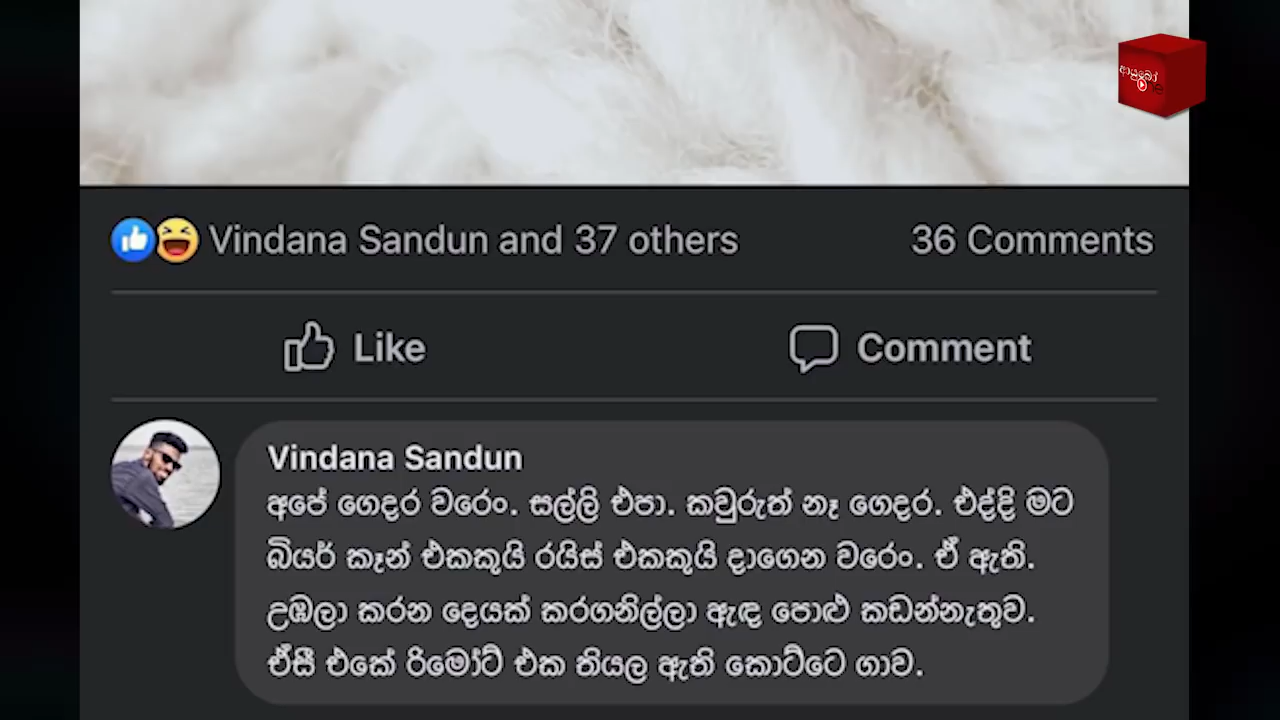 ආයුබෝ
Vindana Sandun and 37 others
36 Comments
Like
Comment
Vindana Sandun
අපේ ගෙදර වරෙං. සල්ලි එපා. කවුරුත් නෑ ගෙදර. එද්දි මට
බියර් කෑන් එකකුයි රයිස් එකකුයි දාගෙන වරෙං. ඒ ඇති.
උඹලා කරන දෙයක් කරගනිල්ලා ඇඳ පොළු කඩන්නැතුව.
ඒසී එකේ රිමෝට් එක තියල ඇති කොට්ටෙ ගාව.